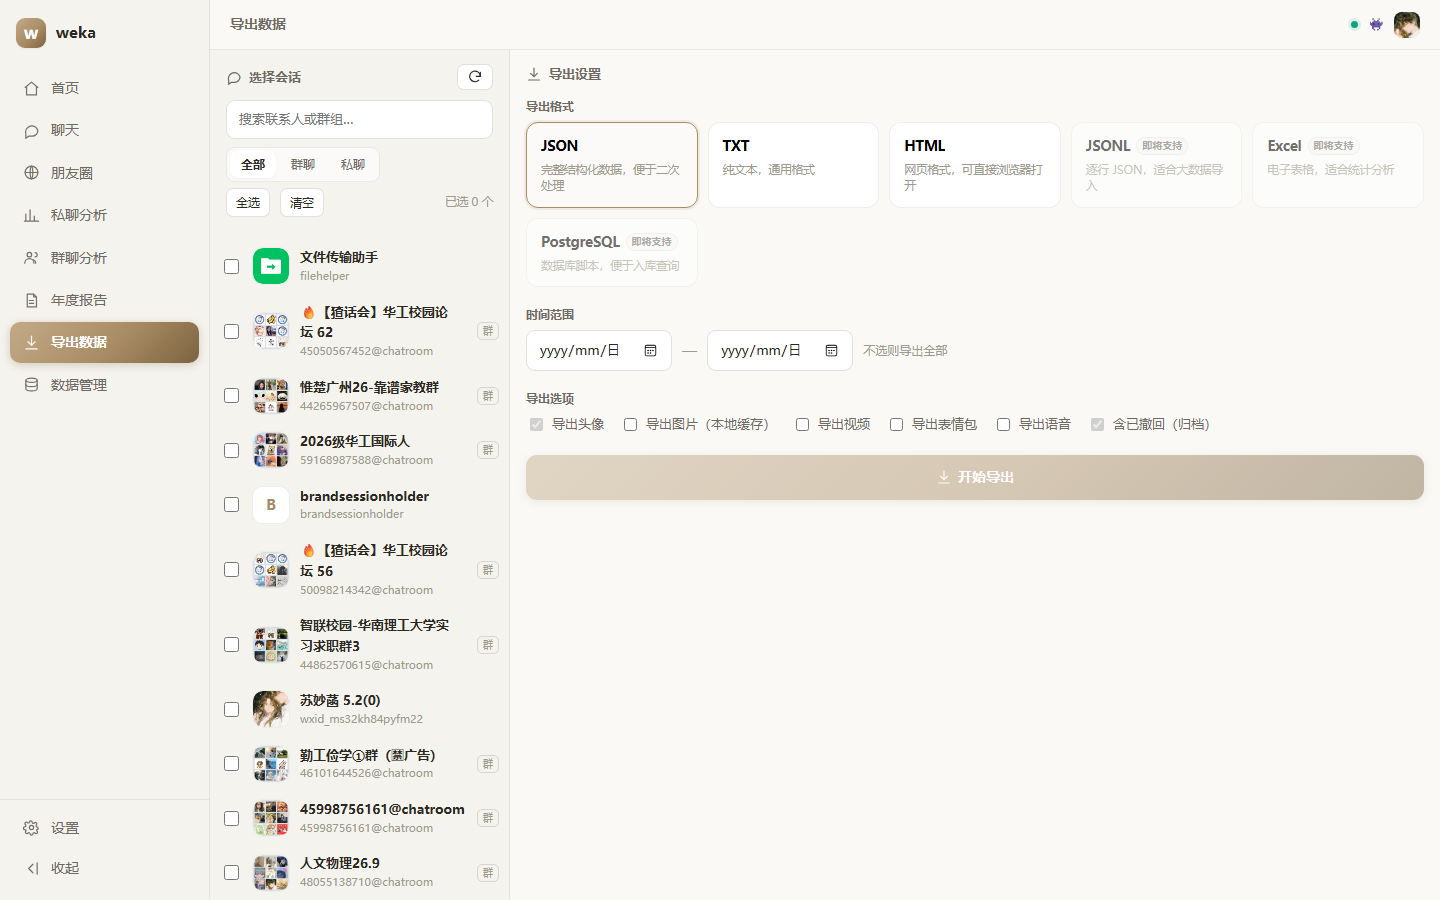 w weka
首页
聊天
朋友圈
私聊分析
群聊分析
年度报告
导出数据
数据管理
设置
收起
导出数据
选择会话
搜索联系人或群组...
全部 群聊 私聊
全选 清空 已选 0 个
文件传输助手
filehelper
🔥【猹话会】华工校园论
坛 62
45050567452@chatroom
群
惟楚广州26-靠谱家教群
44265967507@chatroom
群
2026级华工国际人
59168987588@chatroom
群
B
brandsessionholder
brandsessionholder
🔥【猹话会】华工校园论
坛 56
50098214342@chatroom
群
智联校园-华南理工大学实
习求职群3
44862570615@chatroom
群
苏妙菡 5.2(0)
wxid_ms32kh84pyfm22
勤工俭学①群（🈲广告）
46101644526@chatroom
群
45998756161@chatroom
45998756161@chatroom
群
人文物理26.9
48055138710@chatroom
群
导出设置
导出格式
JSON
完整结构化数据，便于二次
处理
TXT
纯文本，通用格式
HTML
网页格式，可直接浏览器打
开
JSONL 即将支持
逐行 JSON，适合大数据导
入
Excel 即将支持
电子表格，适合统计分析
PostgreSQL 即将支持
数据库脚本，便于入库查询
时间范围
yyyy/mm/日 — yyyy/mm/日 不选则导出全部
导出选项
导出头像 导出图片（本地缓存） 导出视频 导出表情包 导出语音 含已撤回（归档）
开始导出